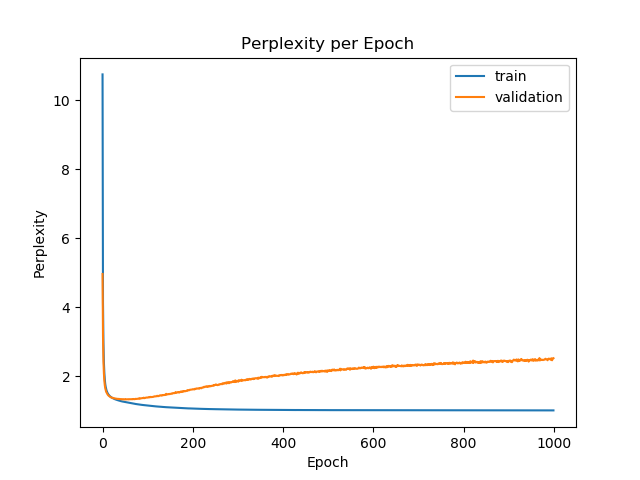 Perplexity per Epoch
train
validation
Perplexity
10
8
6
4
2
0 200 400 600 800 1000
Epoch